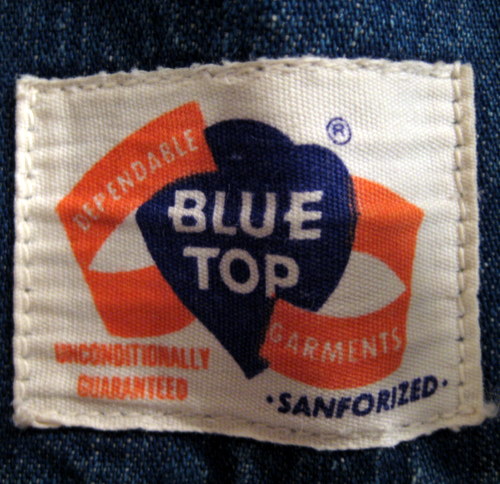 DEPENDABLE
®
BLUE
TOP
GARMENTS
UNCONDITIONALLY
GUARANTEED
·SANFORIZED·